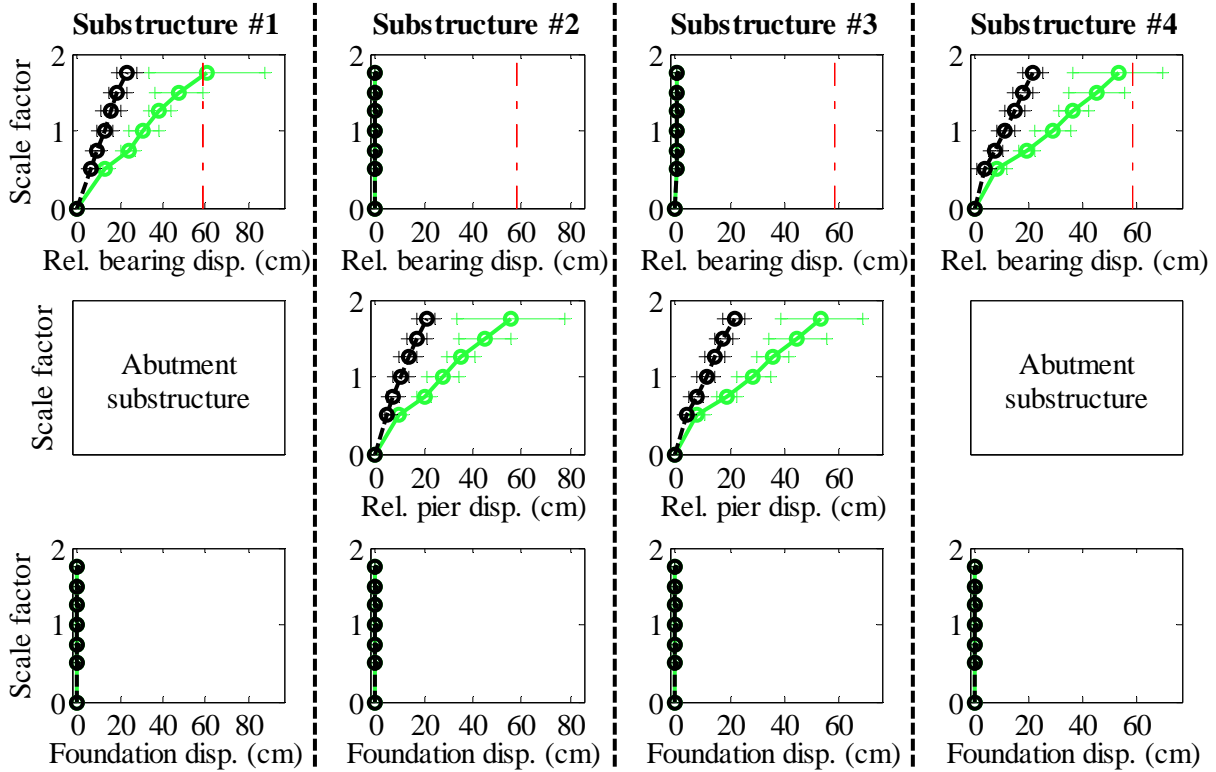 Substructure #1 Substructure #2 Substructure #3 Substructure #4
Scale factor
2
1
0
0 20 40 60 80
Rel. bearing disp. (cm)
2
1
0
0 20 40 60 80
Rel. bearing disp. (cm)
2
1
0
0 20 40 60
Rel. bearing disp. (cm)
2
1
0
0 20 40 60
Rel. bearing disp. (cm)
Scale factor
Abutment
substructure
2
1
0
0 20 40 60 80
Rel. pier disp. (cm)
2
1
0
0 20 40 60
Rel. pier disp. (cm)
Abutment
substructure
Scale factor
2
1
0
0 20 40 60 80
Foundation disp. (cm)
2
1
0
0 20 40 60 80
Foundation disp. (cm)
2
1
0
0 20 40 60
Foundation disp. (cm)
2
1
0
0 20 40 60
Foundation disp. (cm)